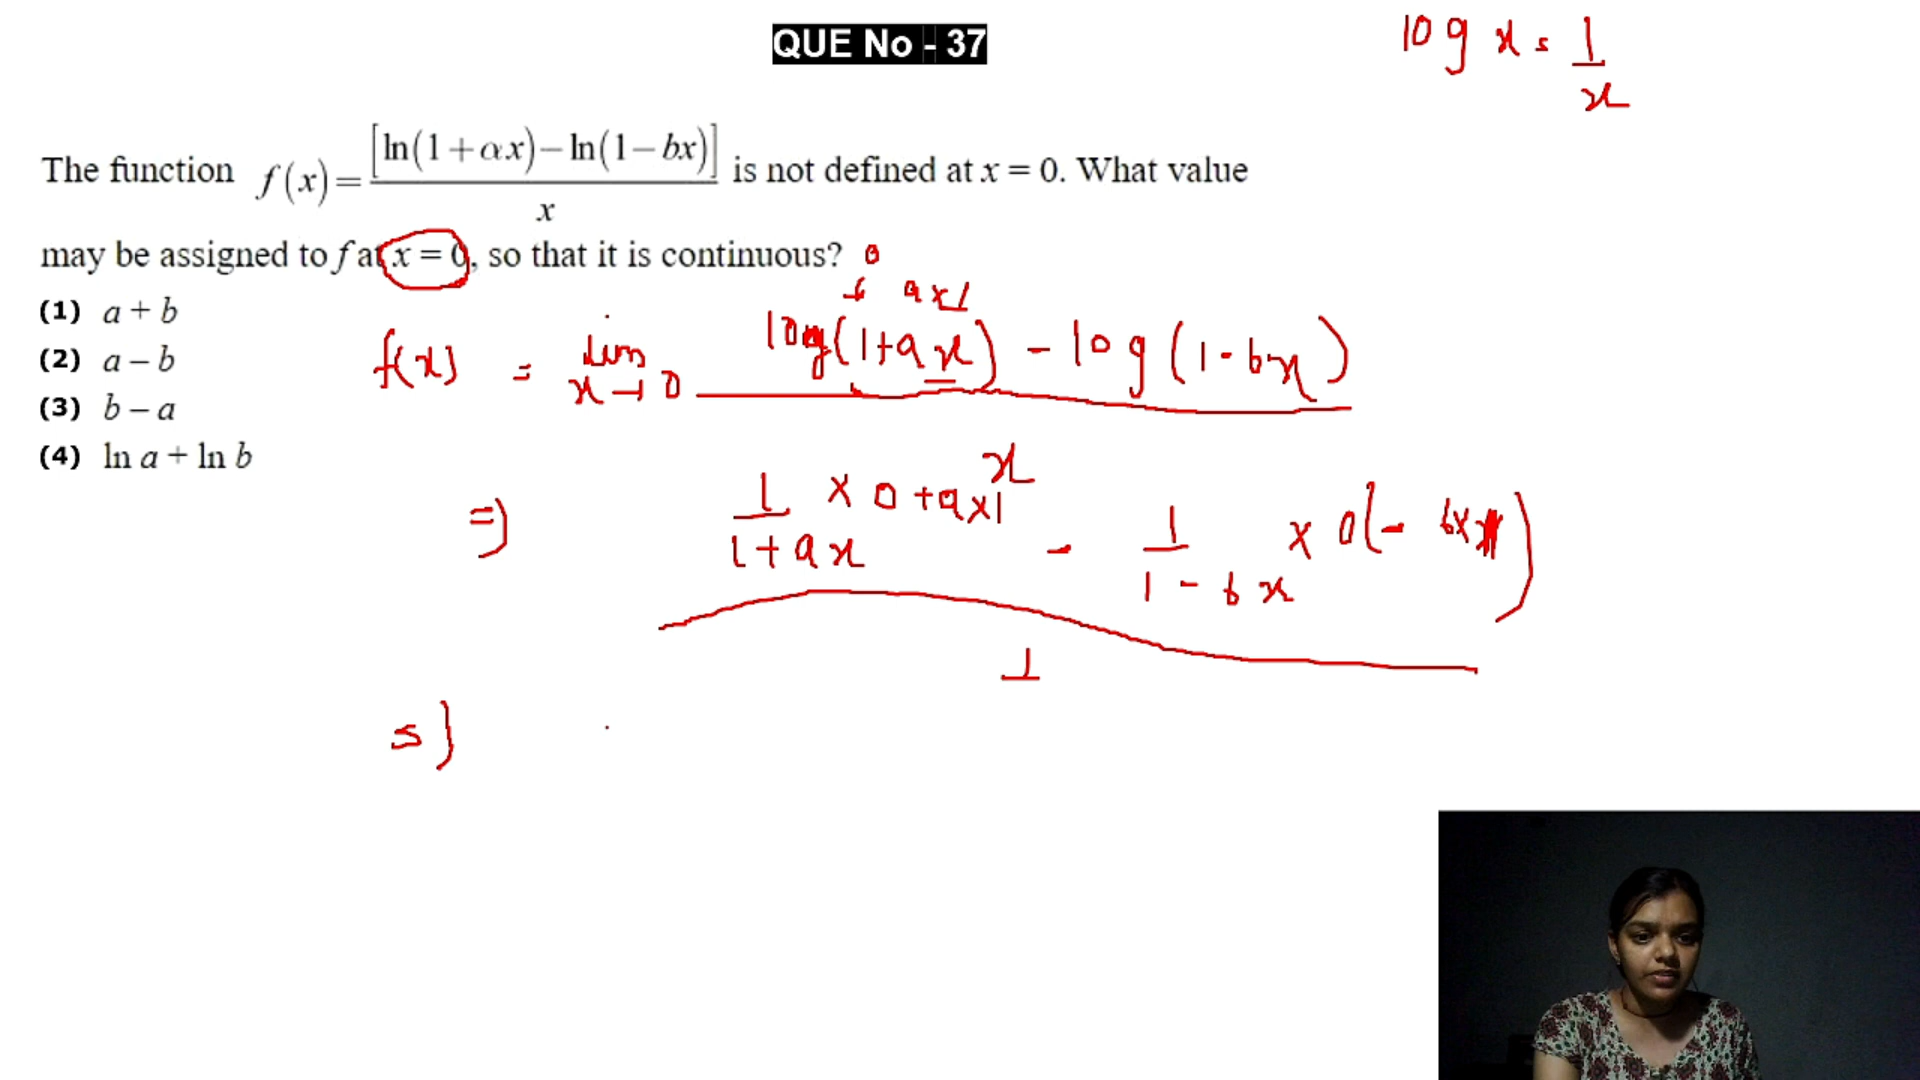 QUE No - 37
log x = 1/x
The function f(x) = [ln(1+αx)−ln(1−bx)]/x is not defined at x = 0. What value
may be assigned to f at x = 0, so that it is continuous?
(1) a + b
(2) a – b
(3) b – a
(4) ln a + ln b
0
a×1
f(x) = lim x→0 log(1+ax) - log(1-bx)
x
=) 1/1+ax × 0+a×1 - 1/1-bx × 0(- b×
1